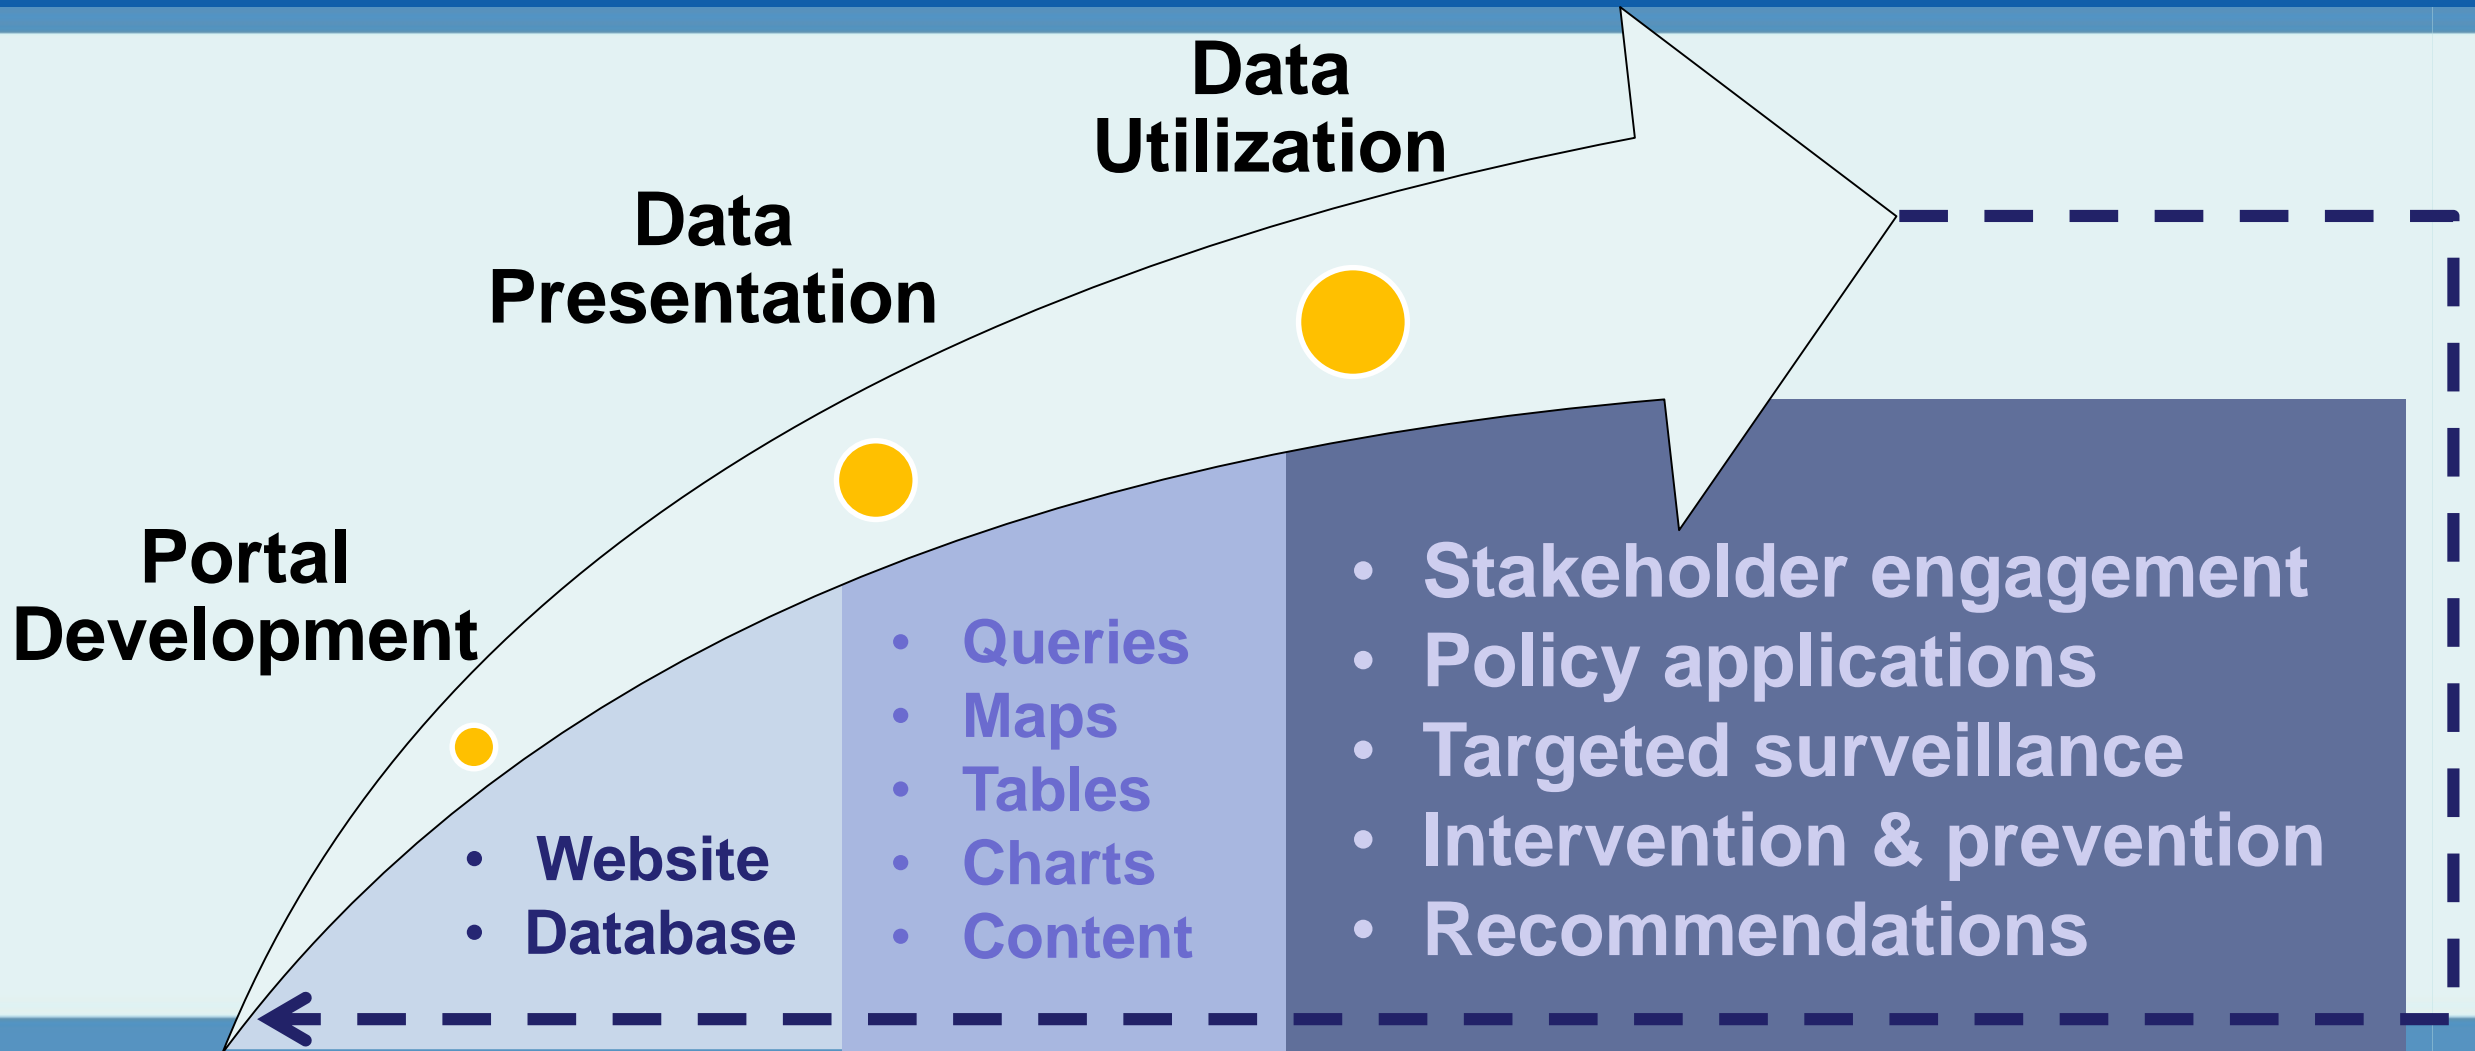 Data
Utilization
Data
Presentation
Portal
Development
• Website
• Database
• Queries
• Maps
• Tables
• Charts
• Content
• Stakeholder engagement
• Policy applications
• Targeted surveillance
• Intervention & prevention
• Recommendations